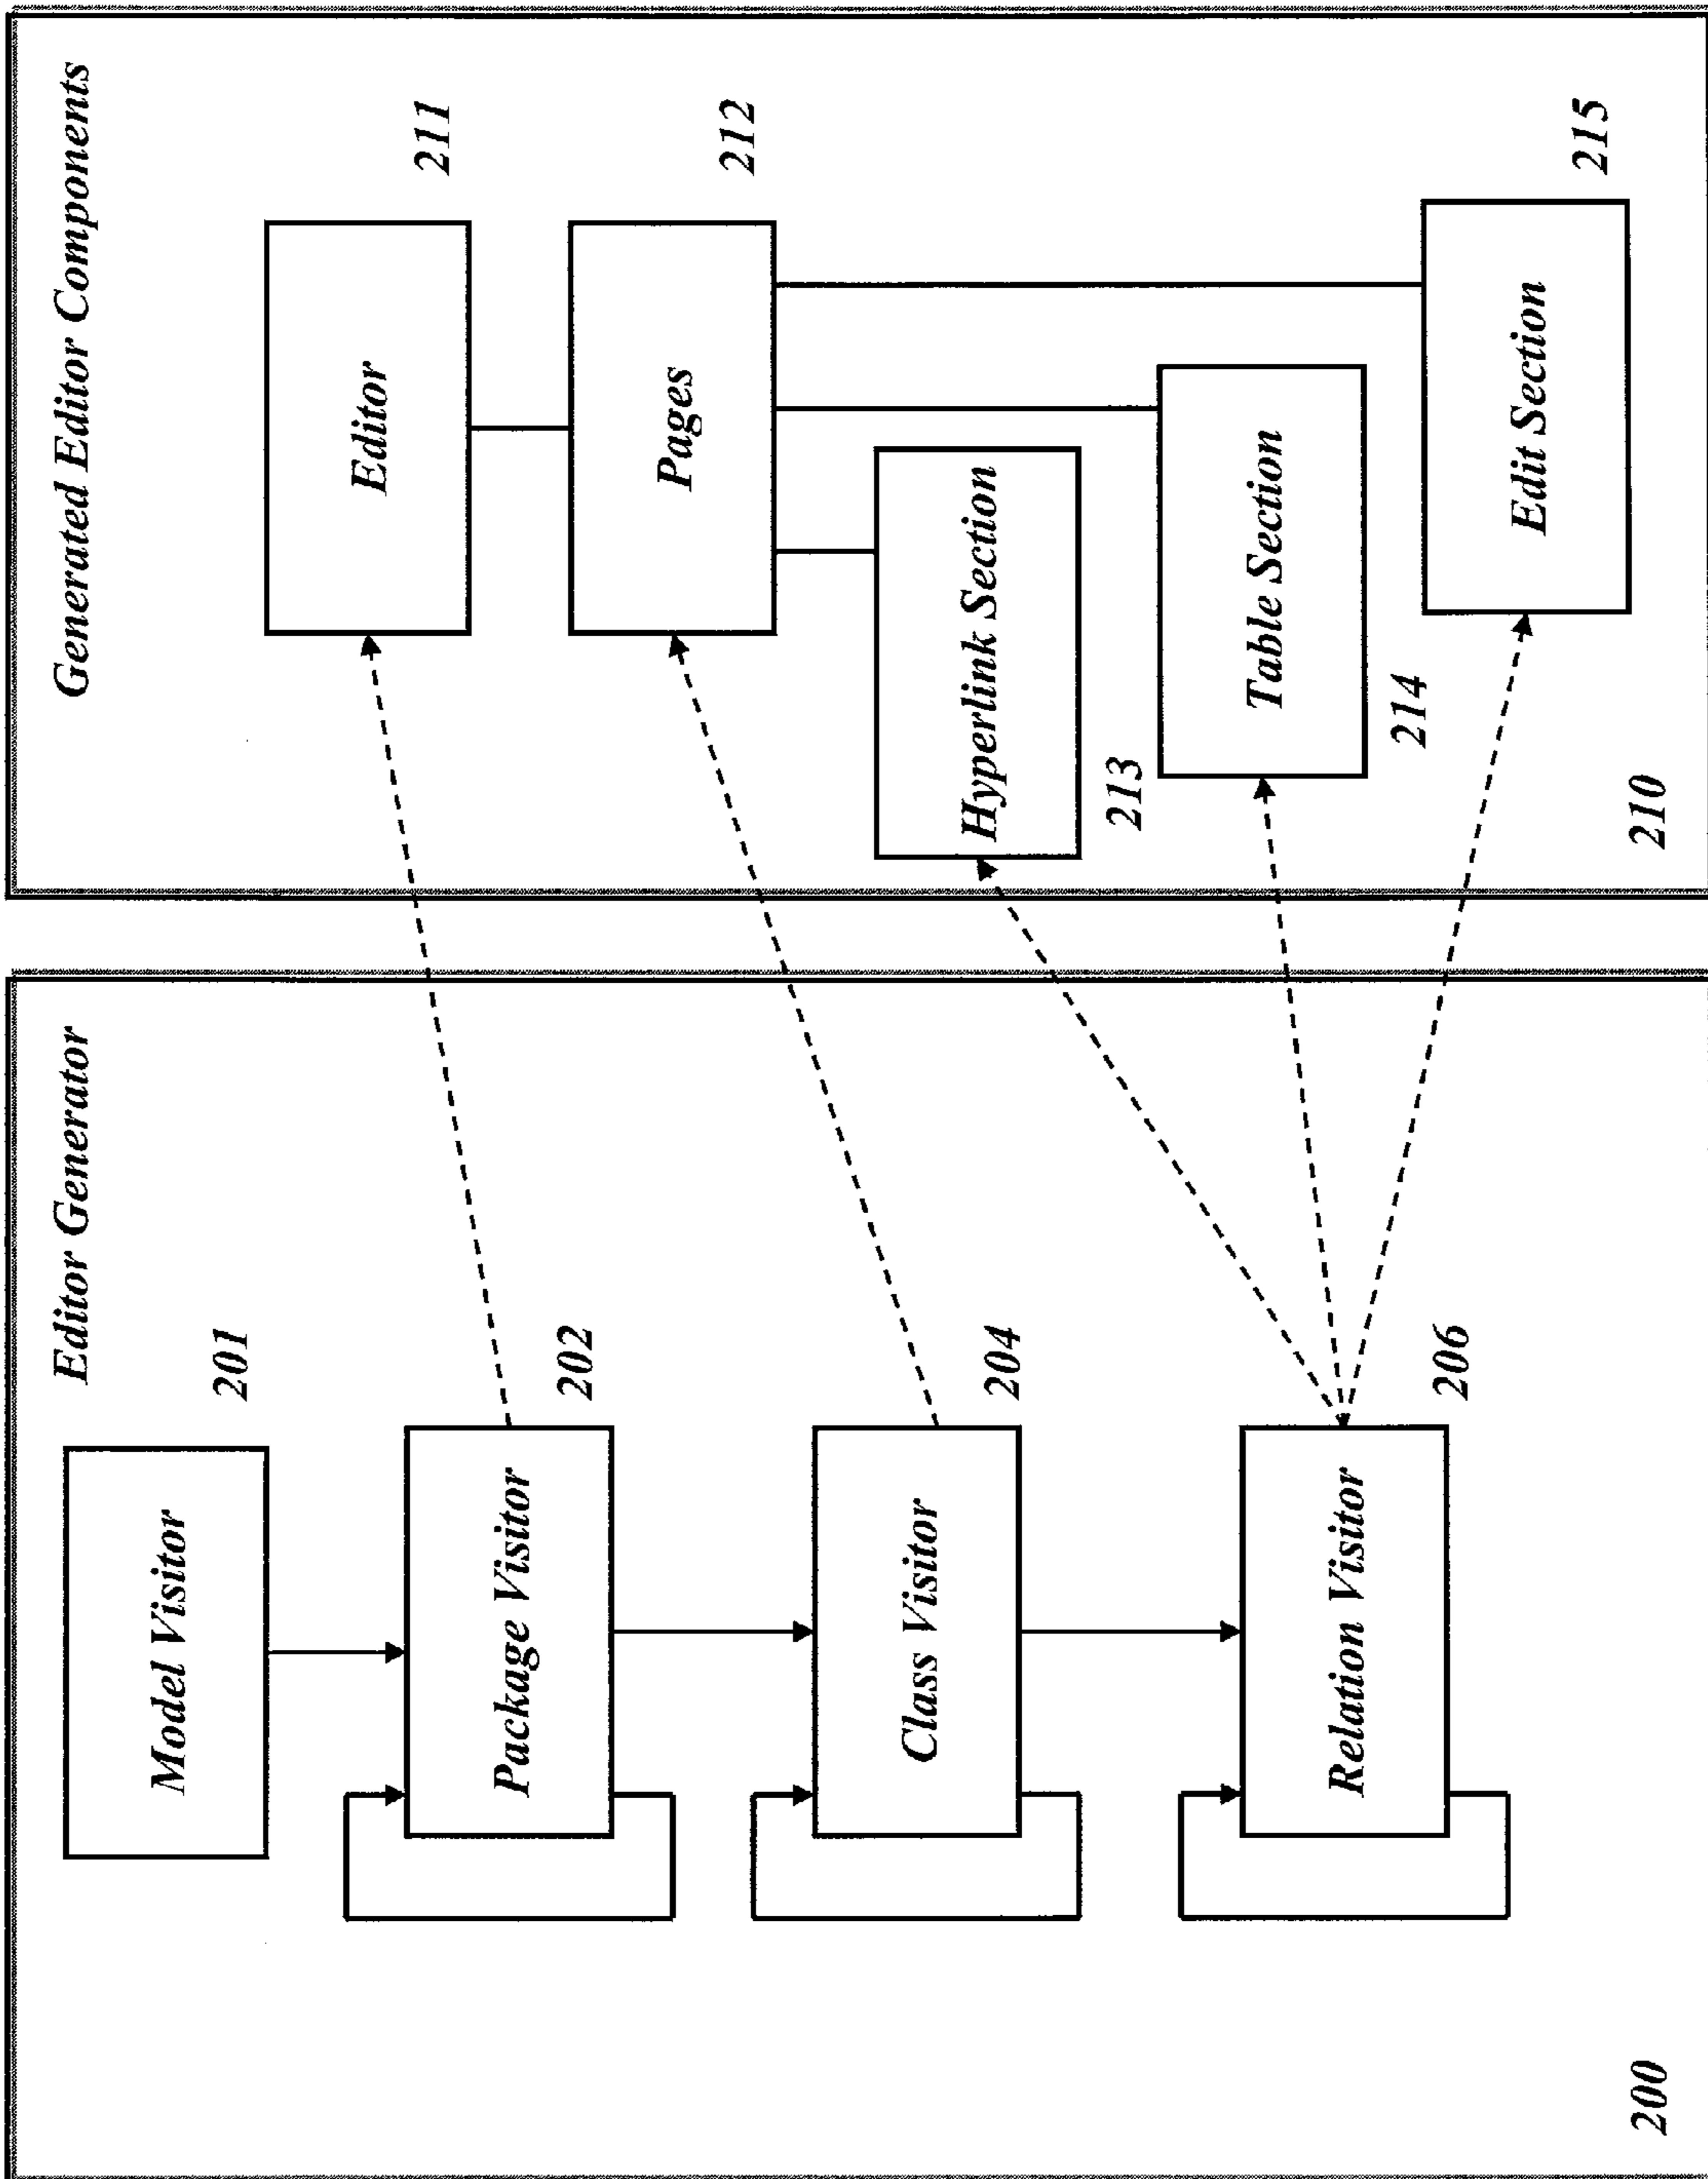 Editor Generator
Model Visitor
201
Package Visitor
202
Class Visitor
204
Relation Visitor
206
200
Generated Editor Components
Editor
211
Pages
212
Hyperlink Section
213
Table Section
214
Edit Section
215
210